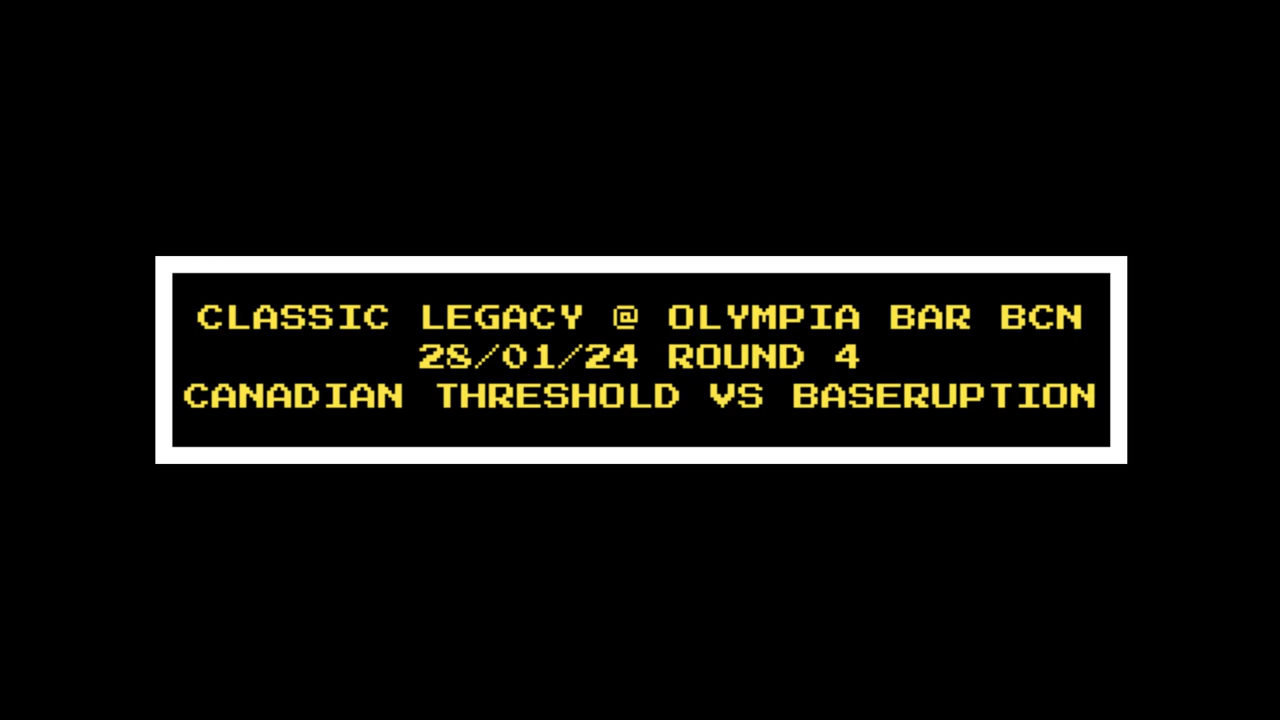 CLASSIC LEGACY @ OLYMPIA BAR BCN
28/01/24 ROUND 4
CANADIAN THRESHOLD VS BASERUPTION